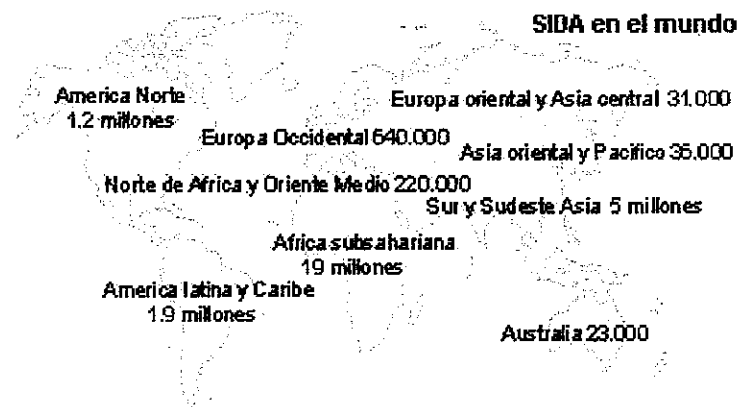 SIDA en el mundo
America Norte
1.2 millones
Europa oriental y Asia central 31.000
Europa Occidental 640.000
Asia oriental y Pacifico 36.000
Norte de Africa y Oriente Medio 220.000
Sur y Sudeste Asia 5 millones
Africa subsahariana
19 millones
America latina y Caribe
1.9 millones
Australia 23.000